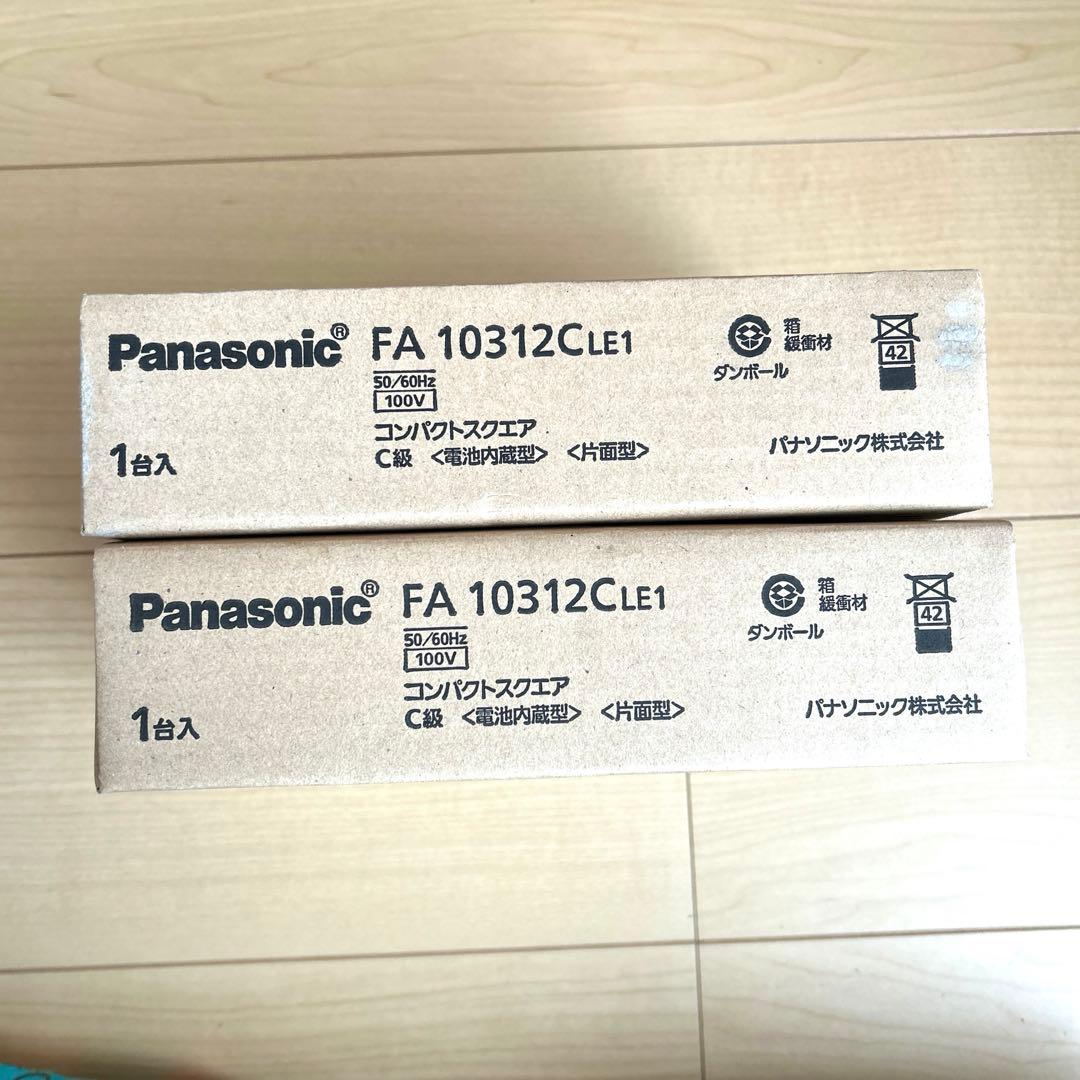 Panasonic® FA 10312CLE1
50/60Hz
100V
コンパクトスクエア
C級 <電池内蔵型> <片面型>
1台入
箱
緩衝材
ダンボール
42
パナソニック株式会社
Panasonic® FA 10312CLE1
50/60Hz
100V
コンパクトスクエア
C級 <電池内蔵型> <片面型>
1台入
箱
緩衝材
ダンボール
42
パナソニック株式会社